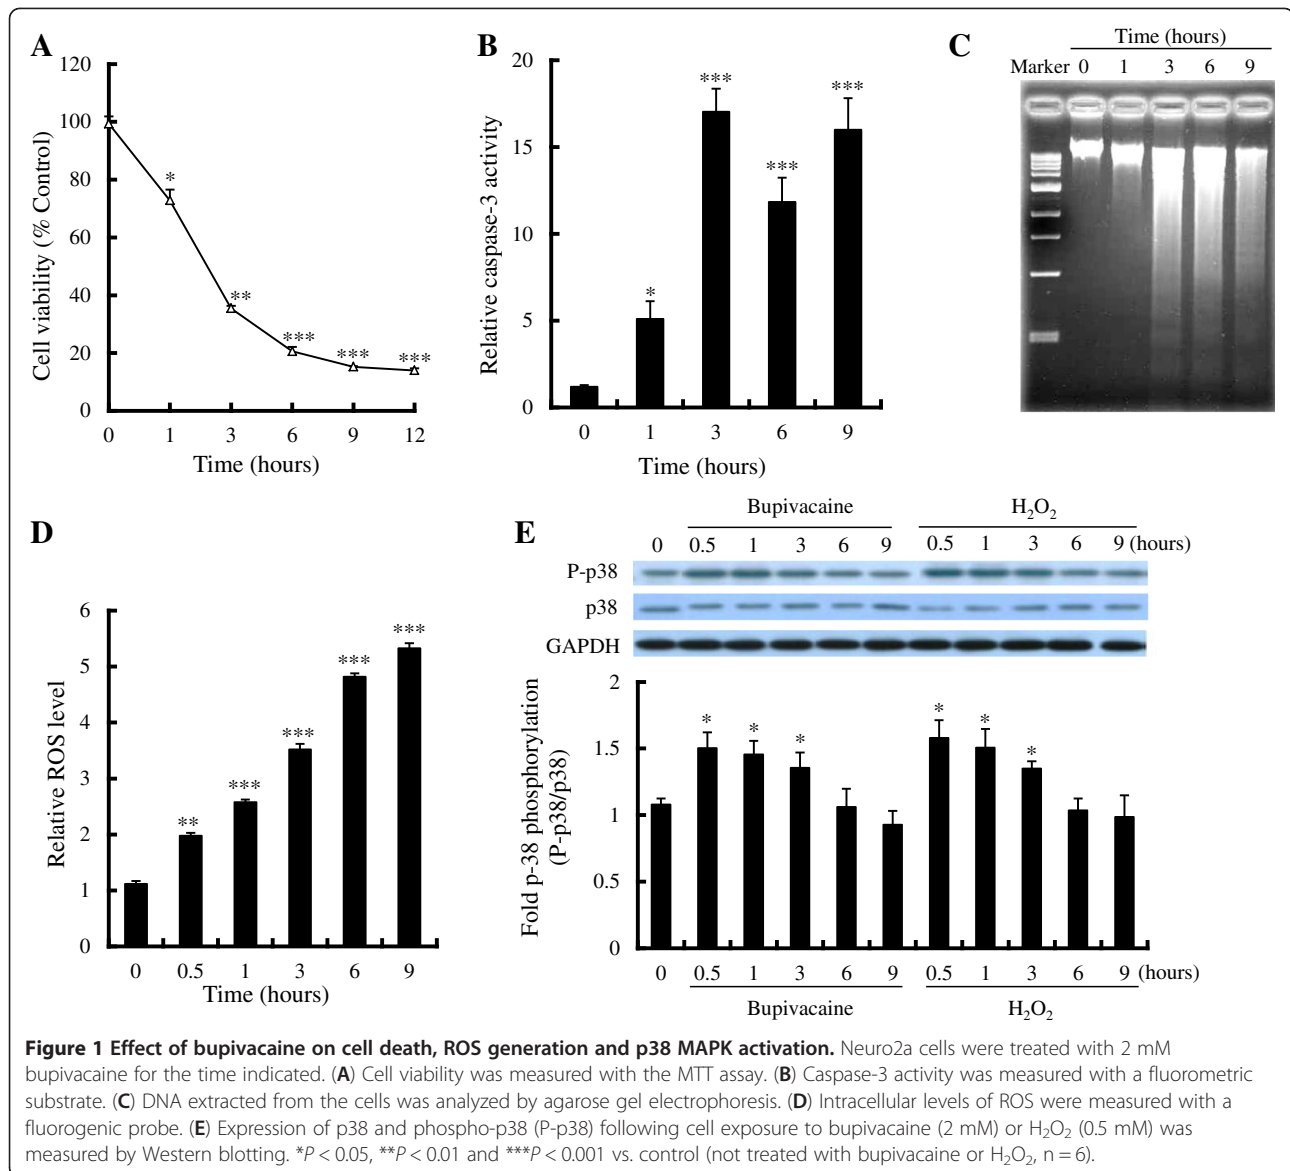 A
120
100
80
60
40
20
0
Cell viability (% Control)
*
**
***
***
***
0 1 3 6 9 12
Time (hours)
B
20
15
10
5
0
Relative caspase-3 activity
*
***
***
***
0 1 3 6 9
Time (hours)
C
Time (hours)
Marker 0 1 3 6 9
D
6
5
4
3
2
1
0
Relative ROS level
**
***
***
***
***
0 0.5 1 3 6 9
Time (hours)
E
Bupivacaine H₂O₂
0 0.5 1 3 6 9 0.5 1 3 6 9 (hours)
P-p38
p38
GAPDH
2
1.5
1
0.5
0
Fold p-38 phosphorylation
(P-p38/p38)
* * * * * *
0 0.5 1 3 6 9 0.5 1 3 6 9 (hours)
Bupivacaine H₂O₂
Figure 1 Effect of bupivacaine on cell death, ROS generation and p38 MAPK activation. Neuro2a cells were treated with 2 mM
bupivacaine for the time indicated. (A) Cell viability was measured with the MTT assay. (B) Caspase-3 activity was measured with a fluorometric
substrate. (C) DNA extracted from the cells was analyzed by agarose gel electrophoresis. (D) Intracellular levels of ROS were measured with a
fluorogenic probe. (E) Expression of p38 and phospho-p38 (P-p38) following cell exposure to bupivacaine (2 mM) or H₂O₂ (0.5 mM) was
measured by Western blotting. *P < 0.05, **P < 0.01 and ***P < 0.001 vs. control (not treated with bupivacaine or H₂O₂, n = 6).